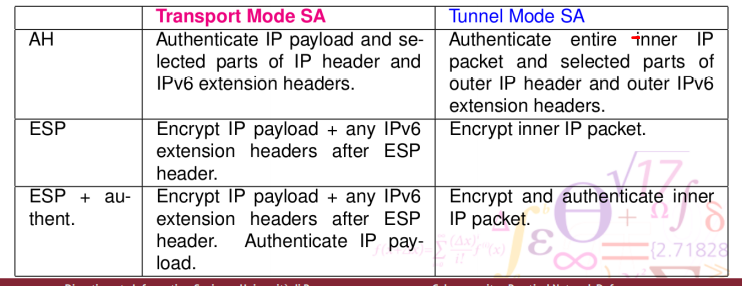 Transport Mode SA
Tunnel Mode SA
AH
Authenticate IP payload and se-
lected parts of IP header and
IPv6 extension headers.
Authenticate entire inner IP
packet and selected parts of
outer IP header and outer IPv6
extension headers.
ESP
Encrypt IP payload + any IPv6
extension headers after ESP
header.
Encrypt inner IP packet.
ESP + au-
thent.
Encrypt IP payload + any IPv6
extension headers after ESP
header. Authenticate IP pay-
load.
Encrypt and authenticate inner
IP packet.
√17
Θ
+
Ω
∫
δ
ε
∞
=
{2.71828